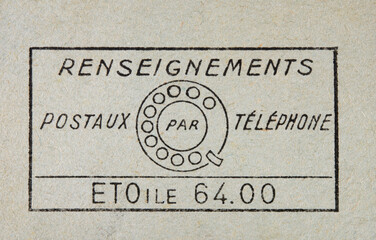 RENSEIGNEMENTS
POSTAUX PAR TÉLÉPHONE
ETOILE 64.00